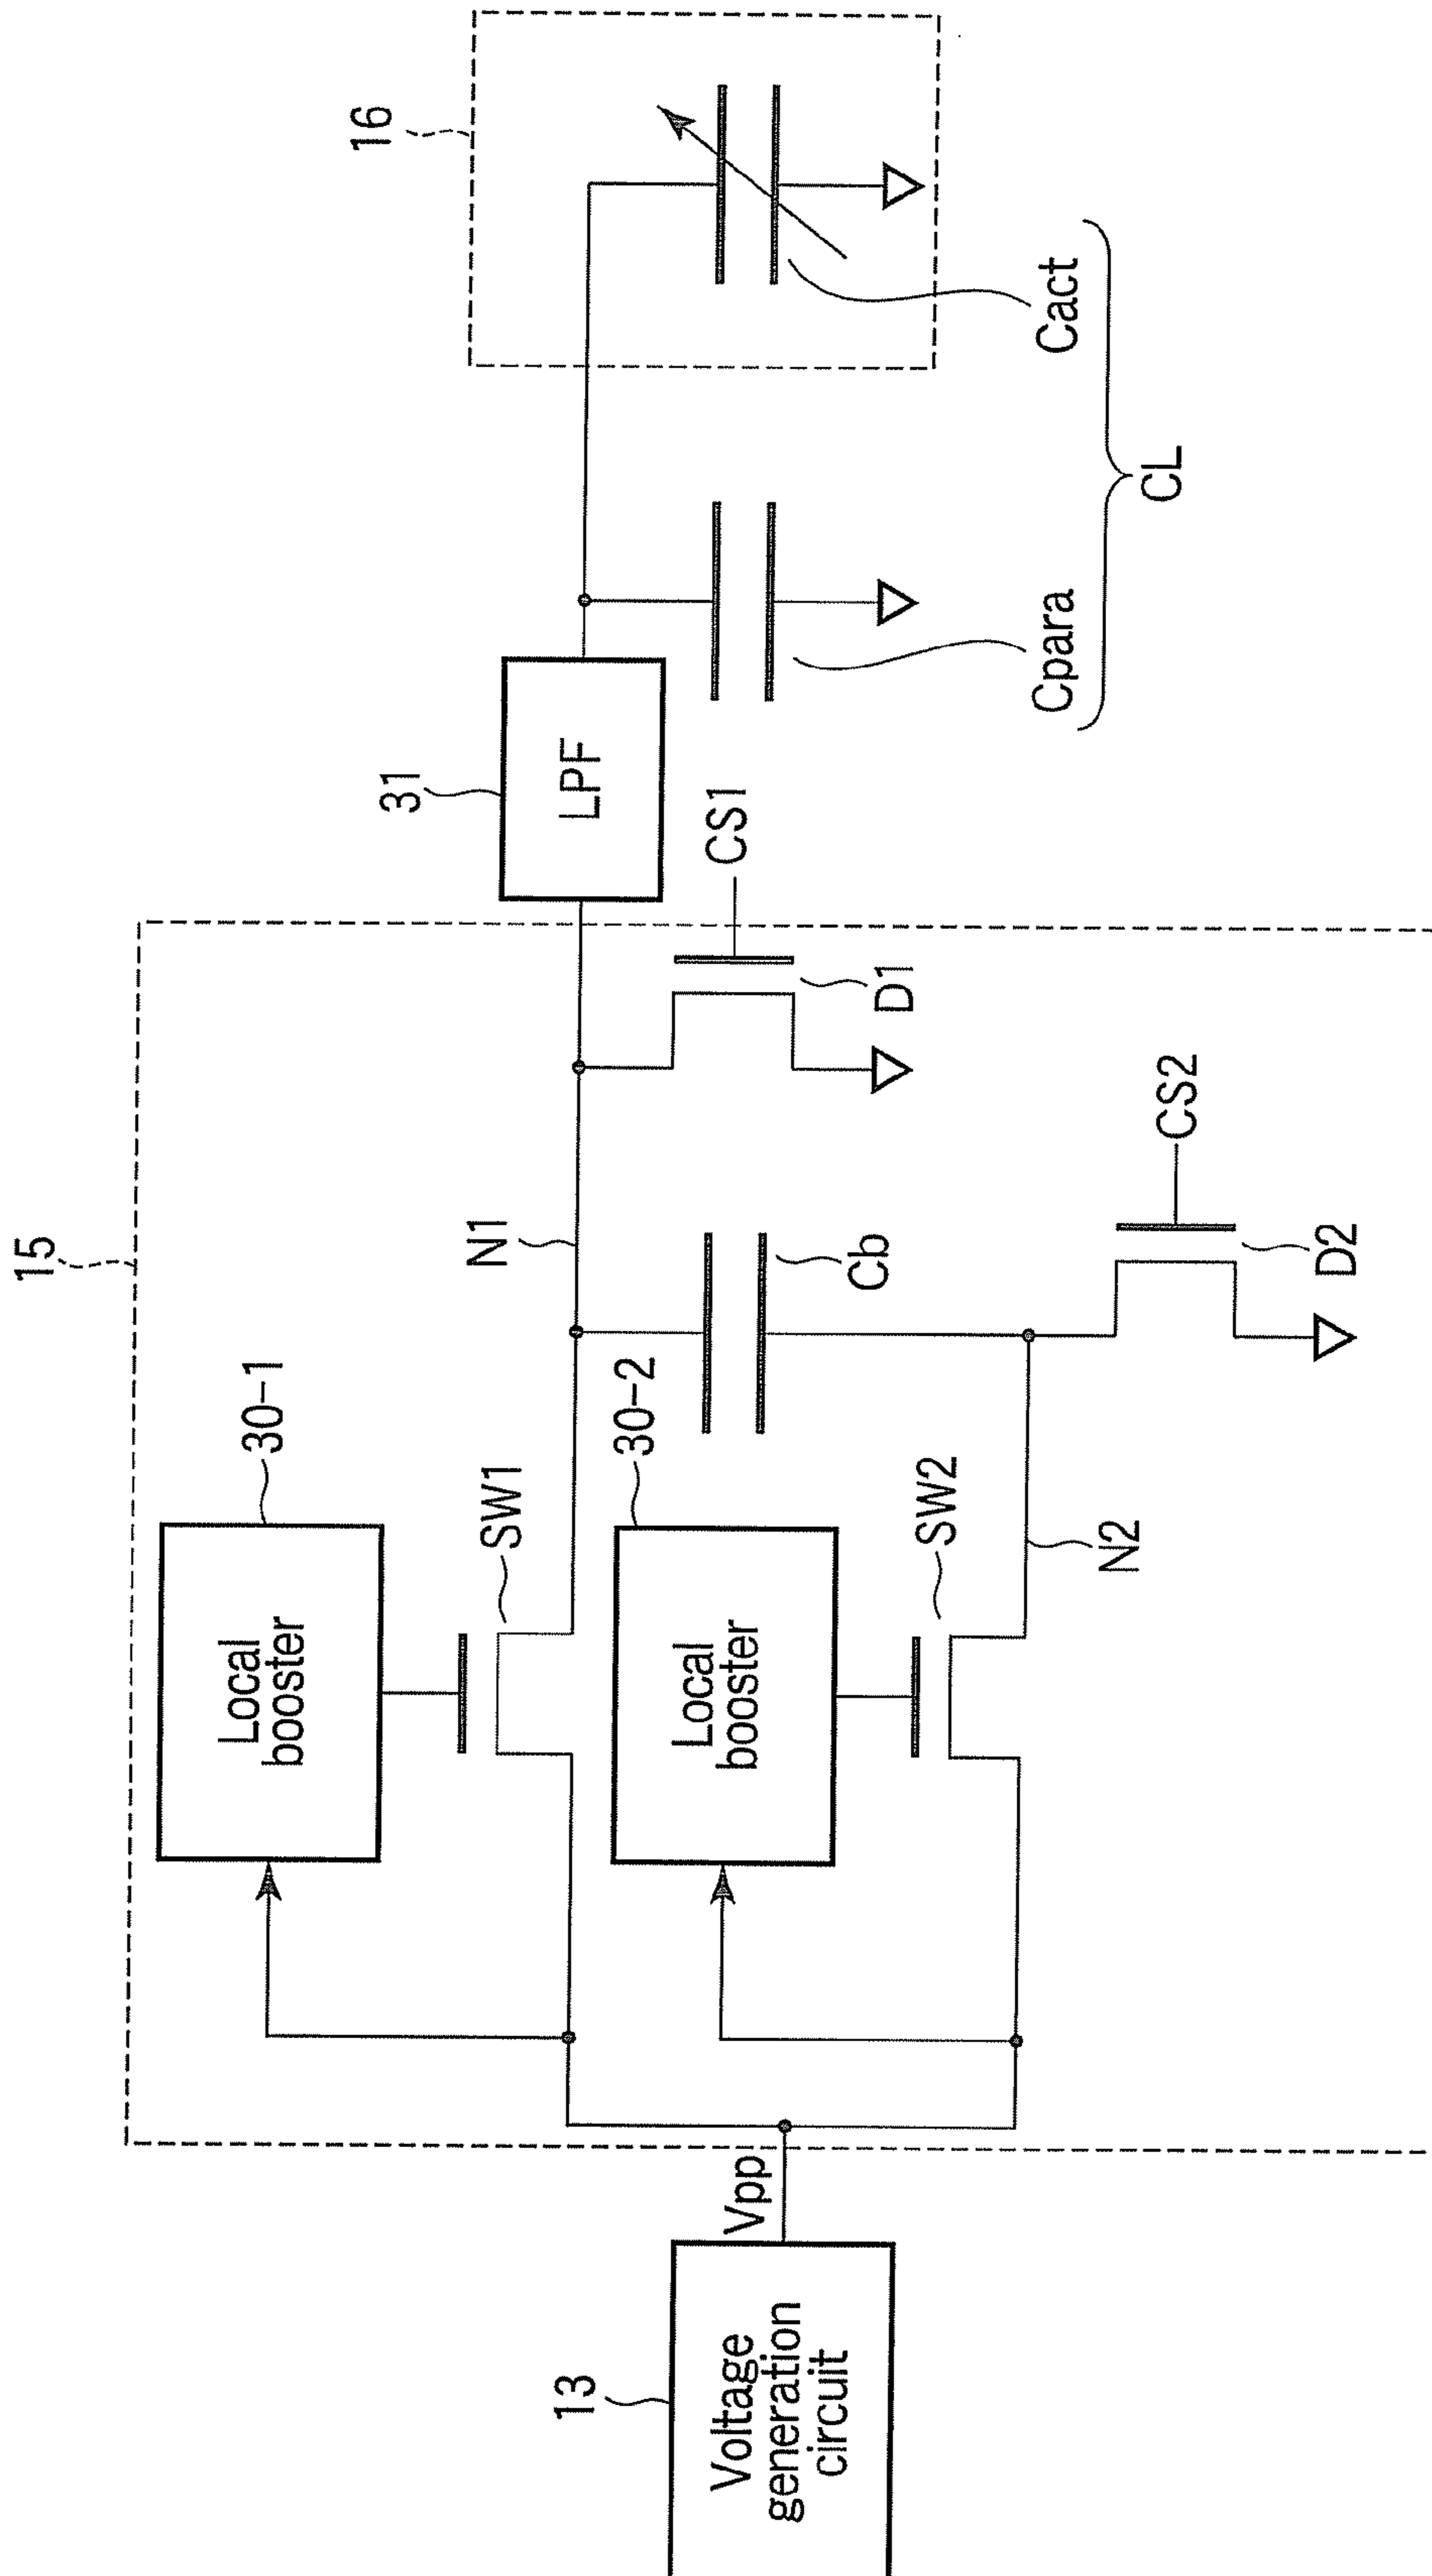 15
16
30-1
Local
booster
SW1
N1
31
LPF
30-2
Local
booster
SW2
N2
Cb
CS1
D1
CS2
D2
13
Voltage
generation
circuit
Vpp
Cpara
Cact
CL